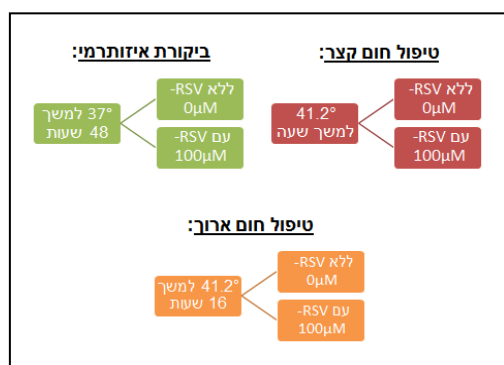 טיפול חום קצר:
41.2°
למשך שעה
ללא RSV-
0µM
עם RSV-
100µM
ביקורת איזותרמי:
37° למשך
48 שעות
ללא RSV-
0µM
עם RSV-
100µM
טיפול חום ארוך:
41.2° למשך
16 שעות
ללא RSV-
0µM
עם RSV-
100µM